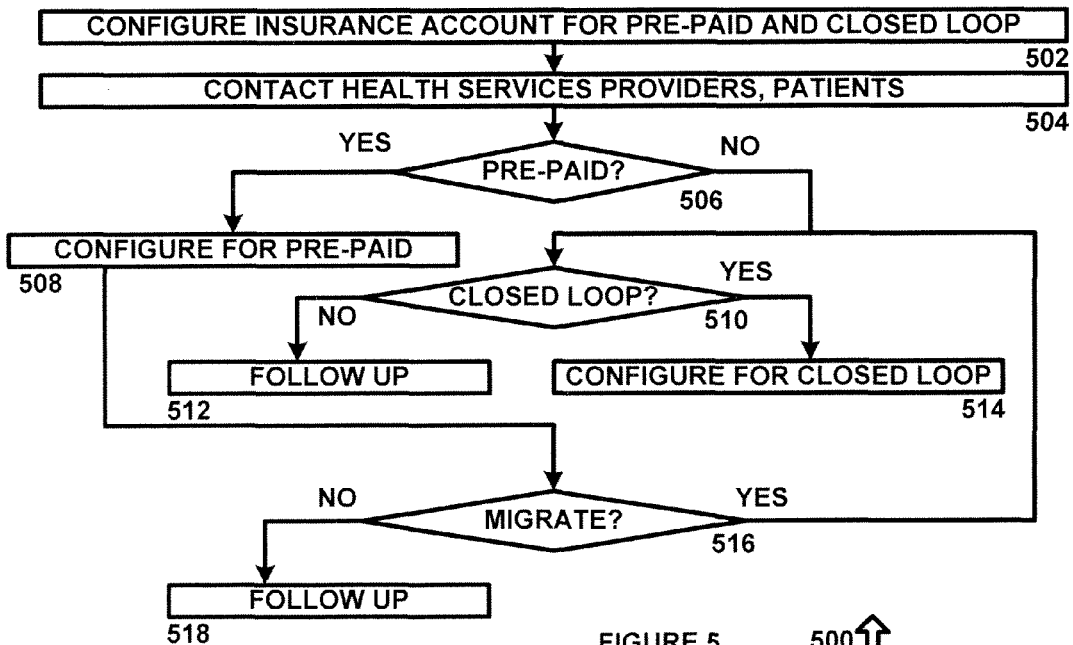 CONFIGURE INSURANCE ACCOUNT FOR PRE-PAID AND CLOSED LOOP
502
CONTACT HEALTH SERVICES PROVIDERS, PATIENTS
504
YES
NO
PRE-PAID?
506
CONFIGURE FOR PRE-PAID
508
YES
CLOSED LOOP?
NO
510
FOLLOW UP
CONFIGURE FOR CLOSED LOOP
512
514
NO
YES
MIGRATE?
516
FOLLOW UP
518
FIGURE 5
500